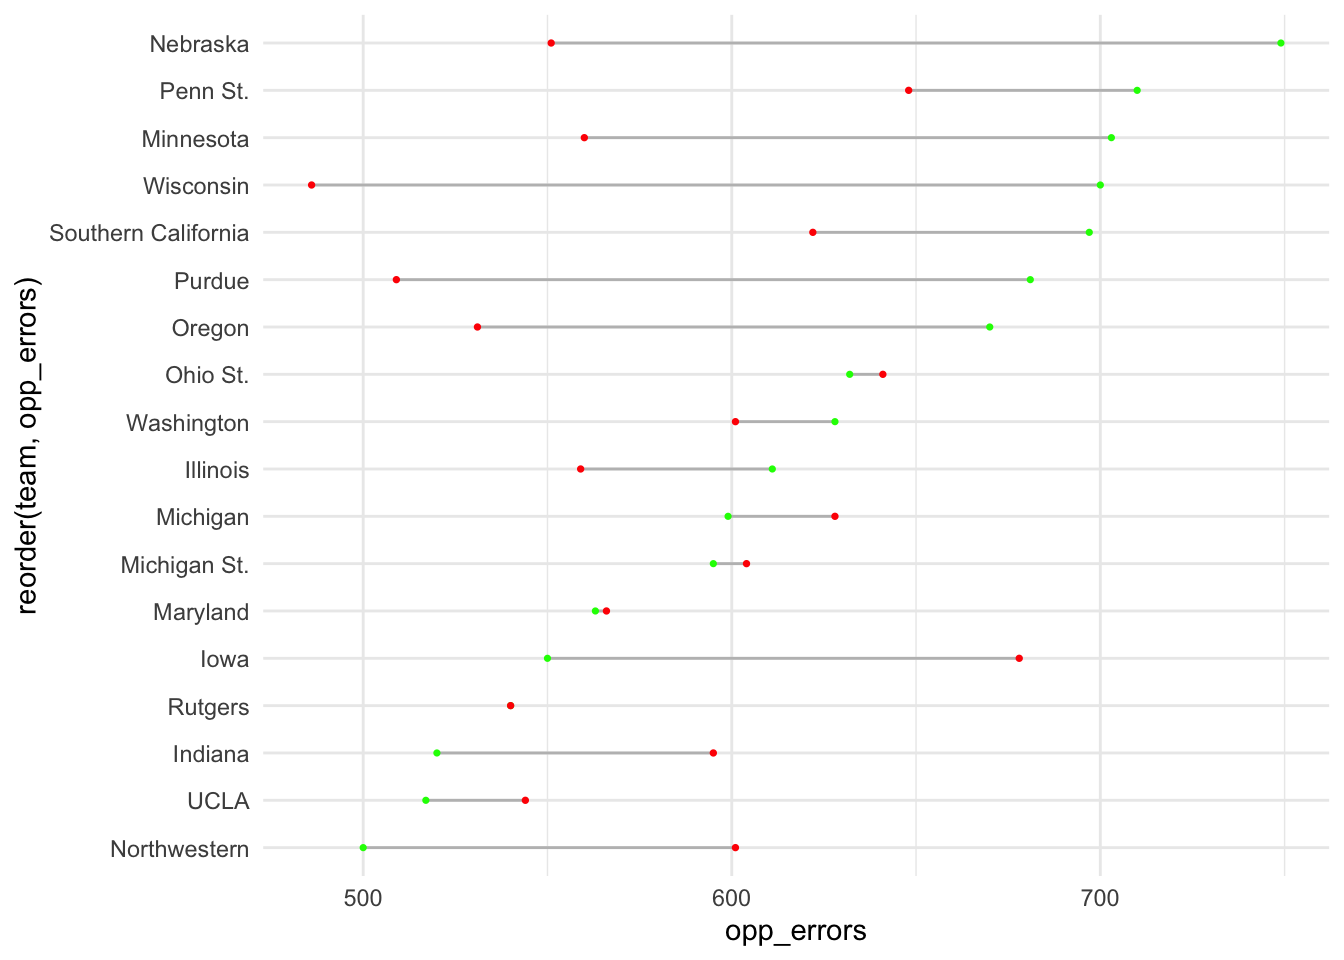 Nebraska
Penn St.
Minnesota
Wisconsin
Southern California
Purdue
Oregon
Ohio St.
Washington
Illinois
Michigan
Michigan St.
Maryland
Iowa
Rutgers
Indiana
UCLA
Northwestern
reorder(team, opp_errors)
500 600 700
opp_errors